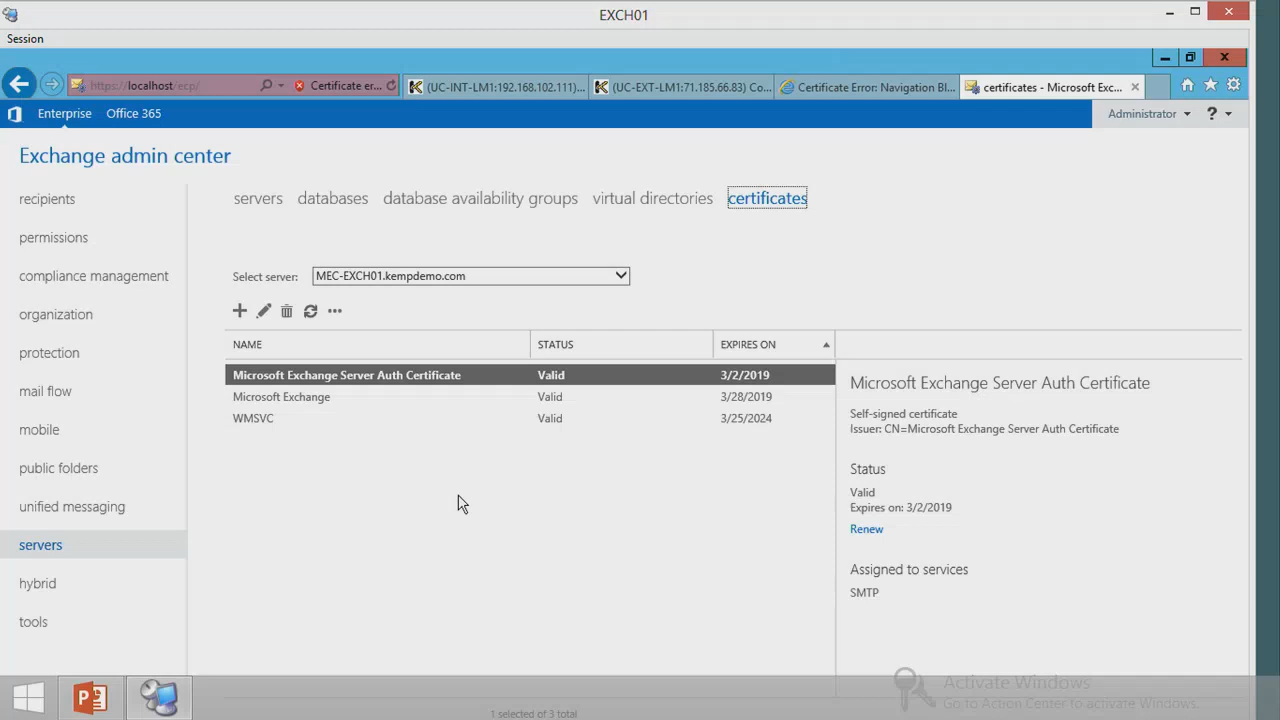 EXCH01
Session
https://localhost/ecp/ Certificate er... (UC-INT-LM1:192.168.102.111)... (UC-EXT-LM1:71.185.66.83) Co... Certificate Error: Navigation Bl... certificates - Microsoft Exc...
Enterprise Office 365 Administrator ?
Exchange admin center
recipients
permissions
compliance management
organization
protection
mail flow
mobile
public folders
unified messaging
servers
hybrid
tools
servers databases database availability groups virtual directories certificates
Select server: MEC-EXCH01.kempdemo.com
NAME STATUS EXPIRES ON
Microsoft Exchange Server Auth Certificate Valid 3/2/2019
Microsoft Exchange Valid 3/28/2019
WMSVC Valid 3/25/2024
Microsoft Exchange Server Auth Certificate
Self-signed certificate
Issuer: CN=Microsoft Exchange Server Auth Certificate
Status
Valid
Expires on: 3/2/2019
Renew
Assigned to services
SMTP
1 selected of 3 total
Activate Windows
Go to Action Center to activate Windows.